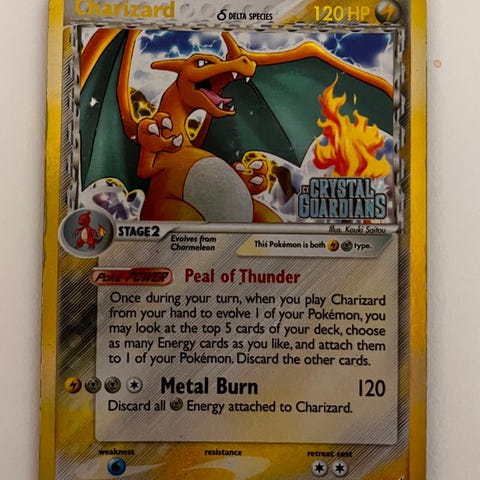 Charizard δ DELTA SPECIES 120 HP
EX
CRYSTAL
GUARDIANS
Illus. Kouki Saitou
STAGE 2
Evolves from
Charmeleon
This Pokémon is both type.
POKé-POWER Peal of Thunder
Once during your turn, when you play Charizard
from your hand to evolve 1 of your Pokémon, you
may look at the top 5 cards of your deck, choose
as many Energy cards as you like, and attach them
to 1 of your Pokémon. Discard the other cards.
Metal Burn 120
Discard all Energy attached to Charizard.
weakness resistance retreat cost